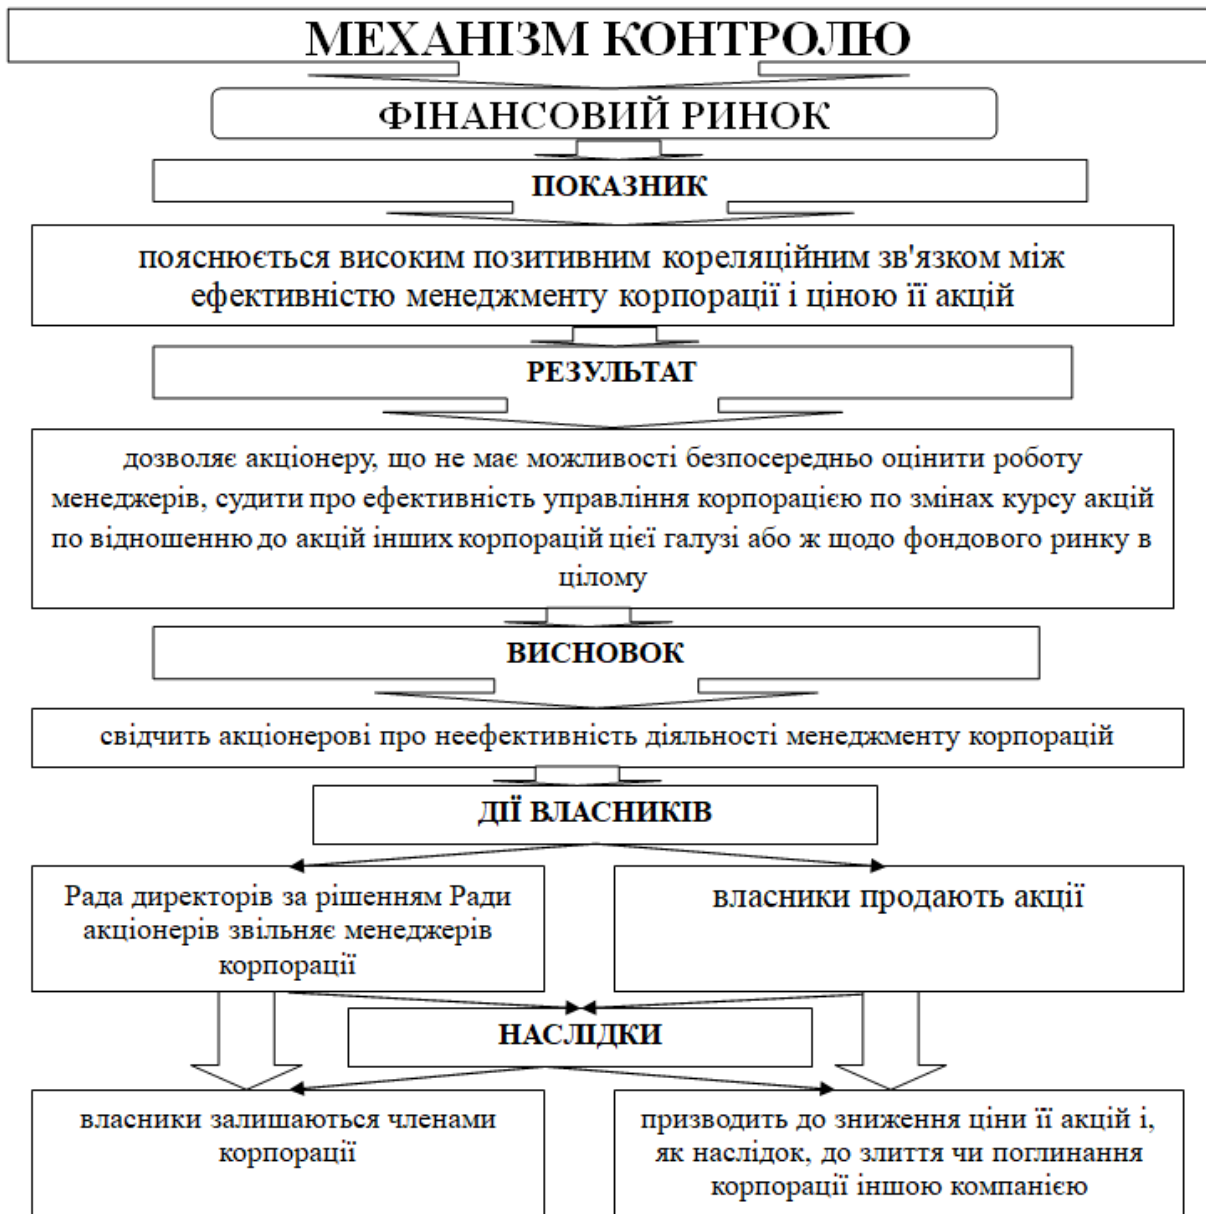 МЕХАНІЗМ КОНТРОЛЮ
ФІНАНСОВИЙ РИНОК
ПОКАЗНИК
пояснюється високим позитивним кореляційним зв'язком між
ефективністю менеджменту корпорації і ціною її акцій
РЕЗУЛЬТАТ
дозволяє акціонеру, що не має можливості безпосередньо оцінити роботу
менеджерів, судити про ефективність управління корпорацією по змінах курсу акцій
по відношенню до акцій інших корпорацій цієї галузі або ж щодо фондового ринку в
цілому
ВИСНОВОК
свідчить акціонерові про неефективність діяльності менеджменту корпорацій
ДІЇ ВЛАСНИКІВ
Рада директорів за рішенням Ради
акціонерів звільняє менеджерів
корпорації
власники продають акції
НАСЛІДКИ
власники залишаються членами
корпорації
призводить до зниження ціни її акцій і,
як наслідок, до злиття чи поглинання
корпорації іншою компанією